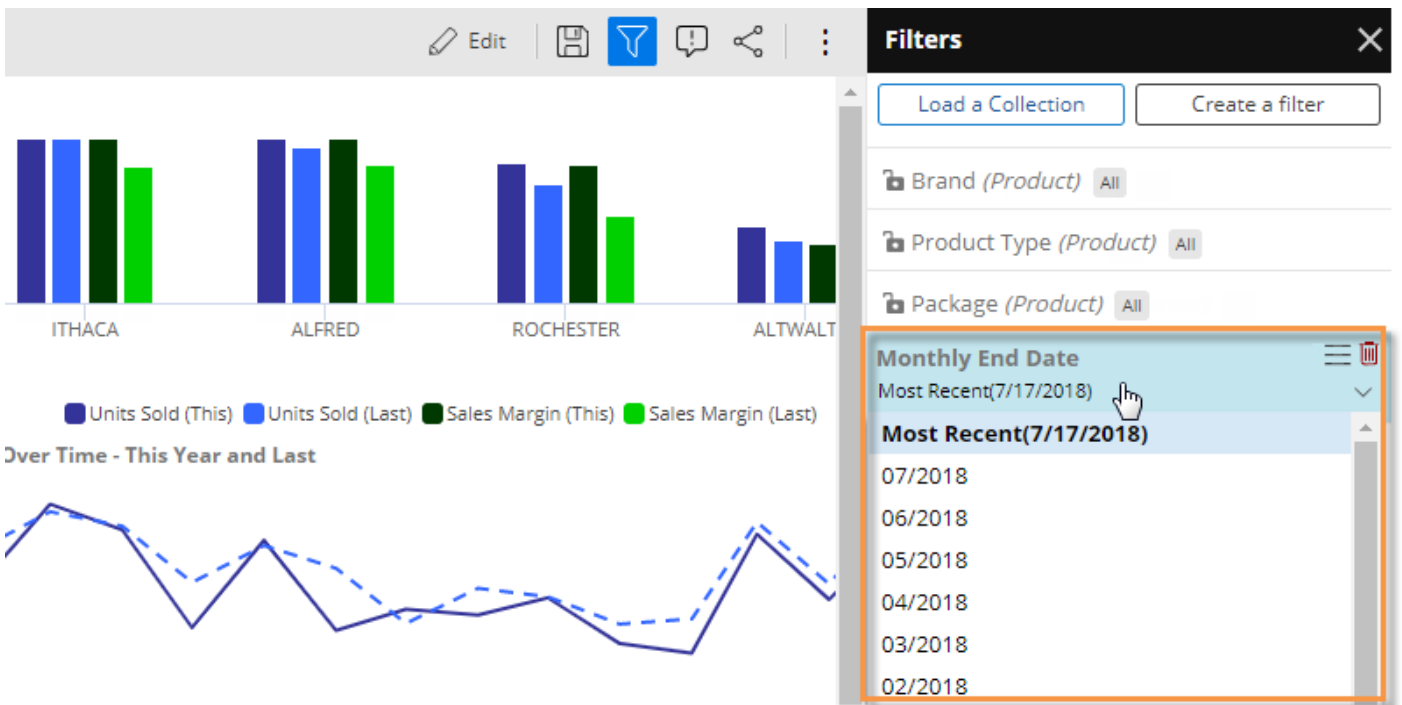 Edit
Filters
Load a Collection
Create a filter
Brand (Product) All
Product Type (Product) All
Package (Product) All
Monthly End Date
Most Recent(7/17/2018)
Most Recent(7/17/2018)
07/2018
06/2018
05/2018
04/2018
03/2018
02/2018
ITHACA
ALFRED
ROCHESTER
ALTWALT
Units Sold (This) Units Sold (Last) Sales Margin (This) Sales Margin (Last)
Over Time - This Year and Last